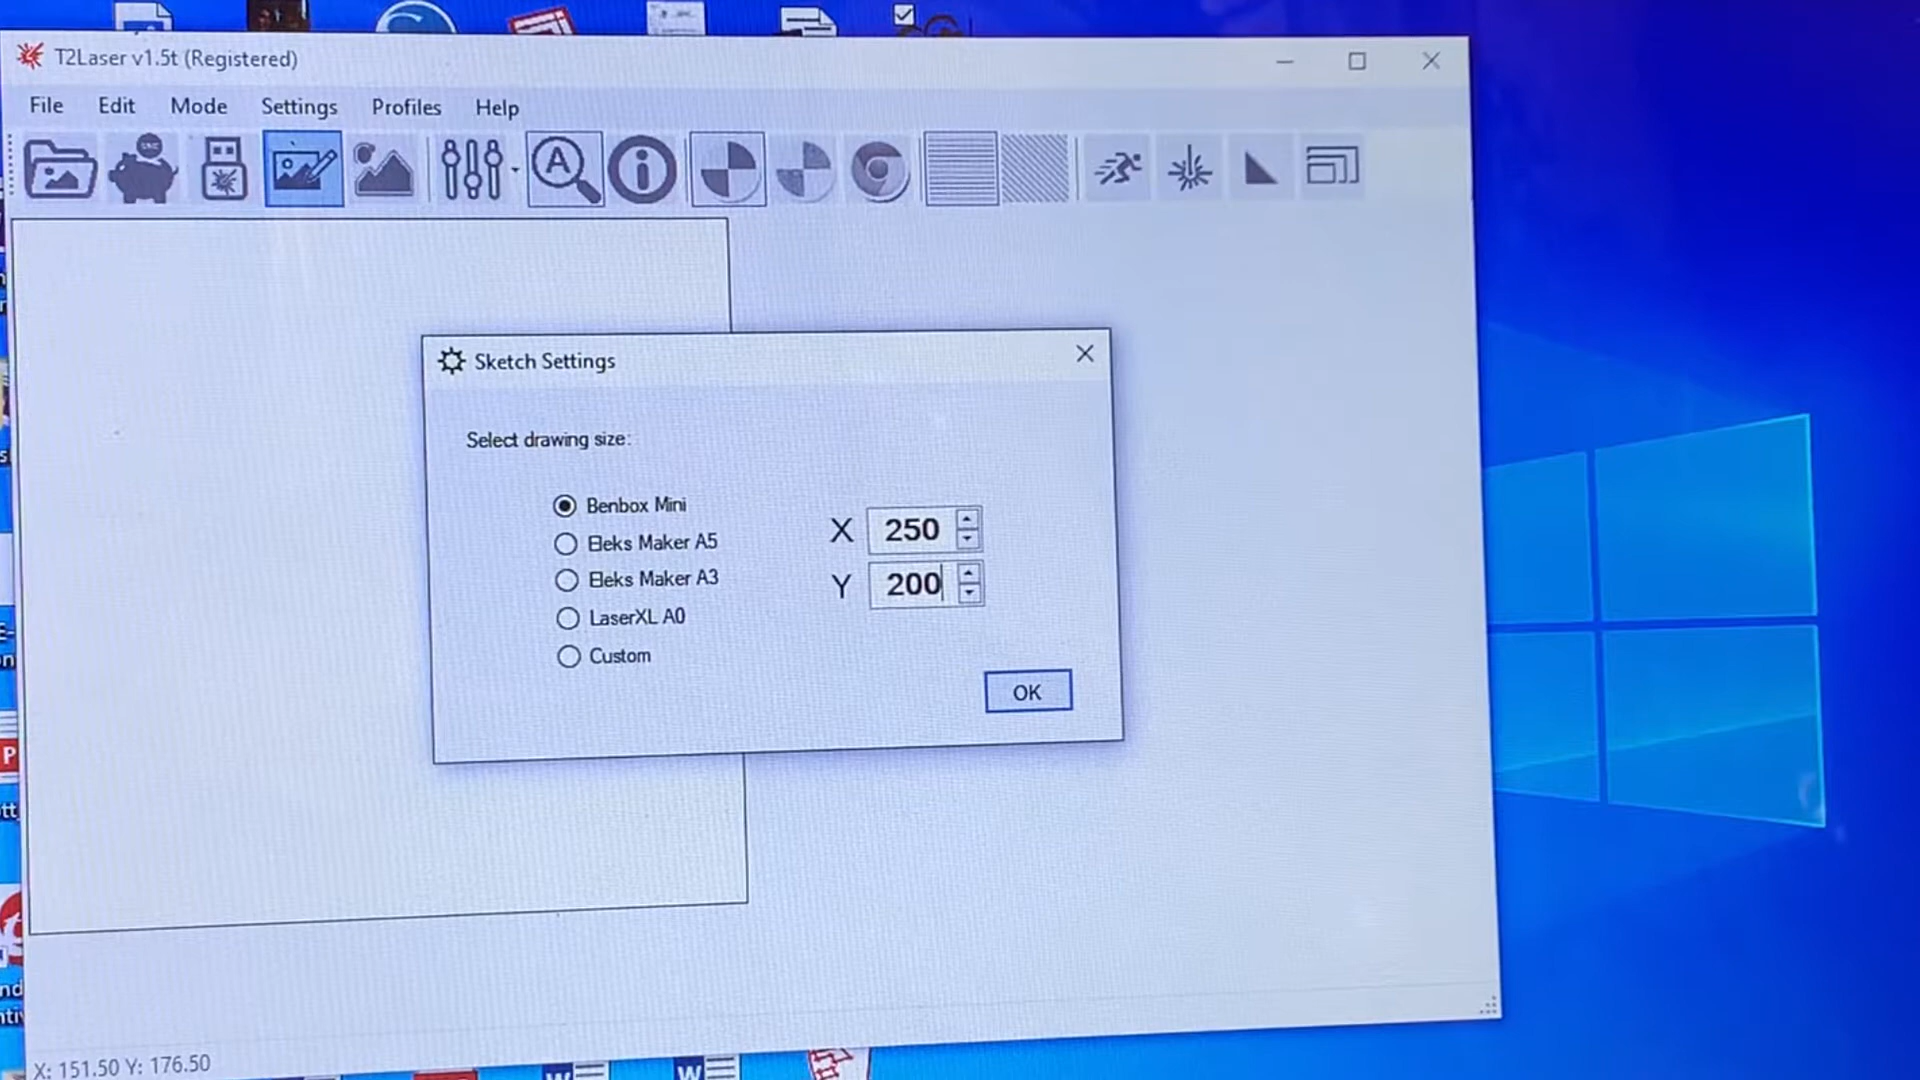 T2Laser v1.5t (Registered)
File Edit Mode Settings Profiles Help
A
Sketch Settings
Select drawing size:
Benbox Mini
Eleks Maker A5
Eleks Maker A3
LaserXL A0
Custom
X 250
Y 200
OK
X: 151.50 Y: 176.50